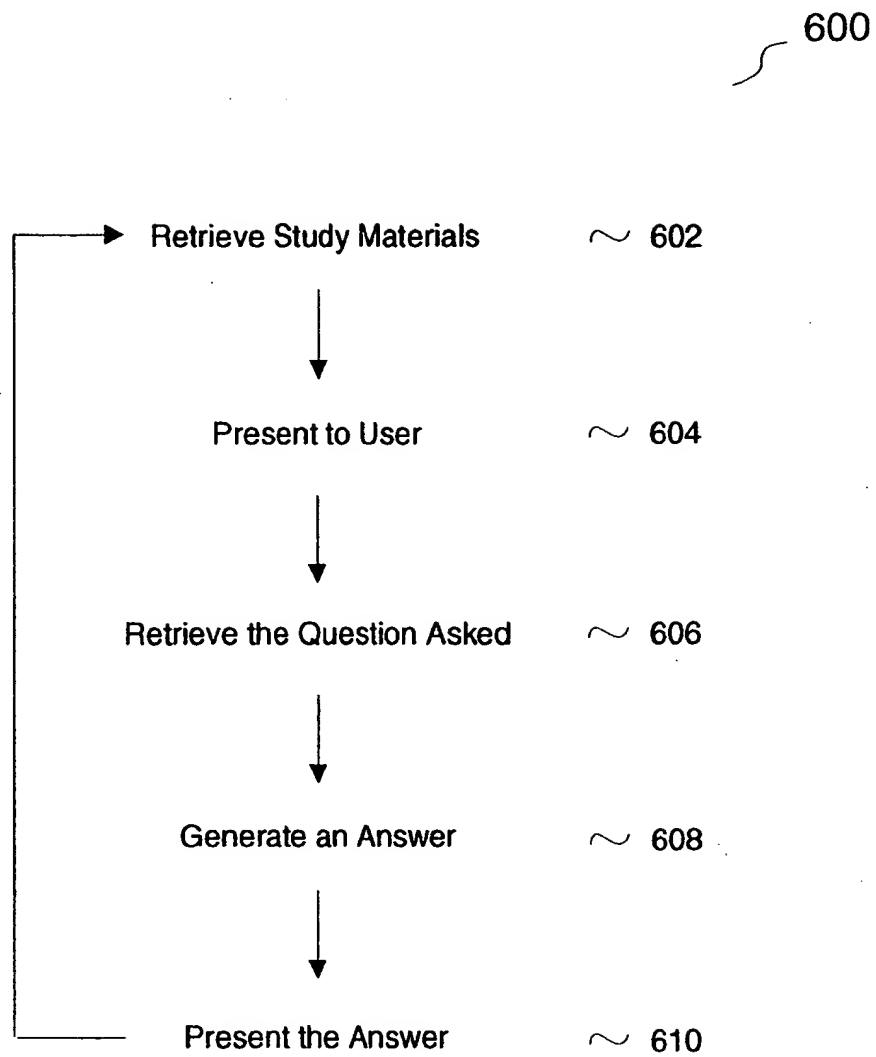 600
Retrieve Study Materials 602
Present to User 604
Retrieve the Question Asked 606
Generate an Answer 608
Present the Answer 610